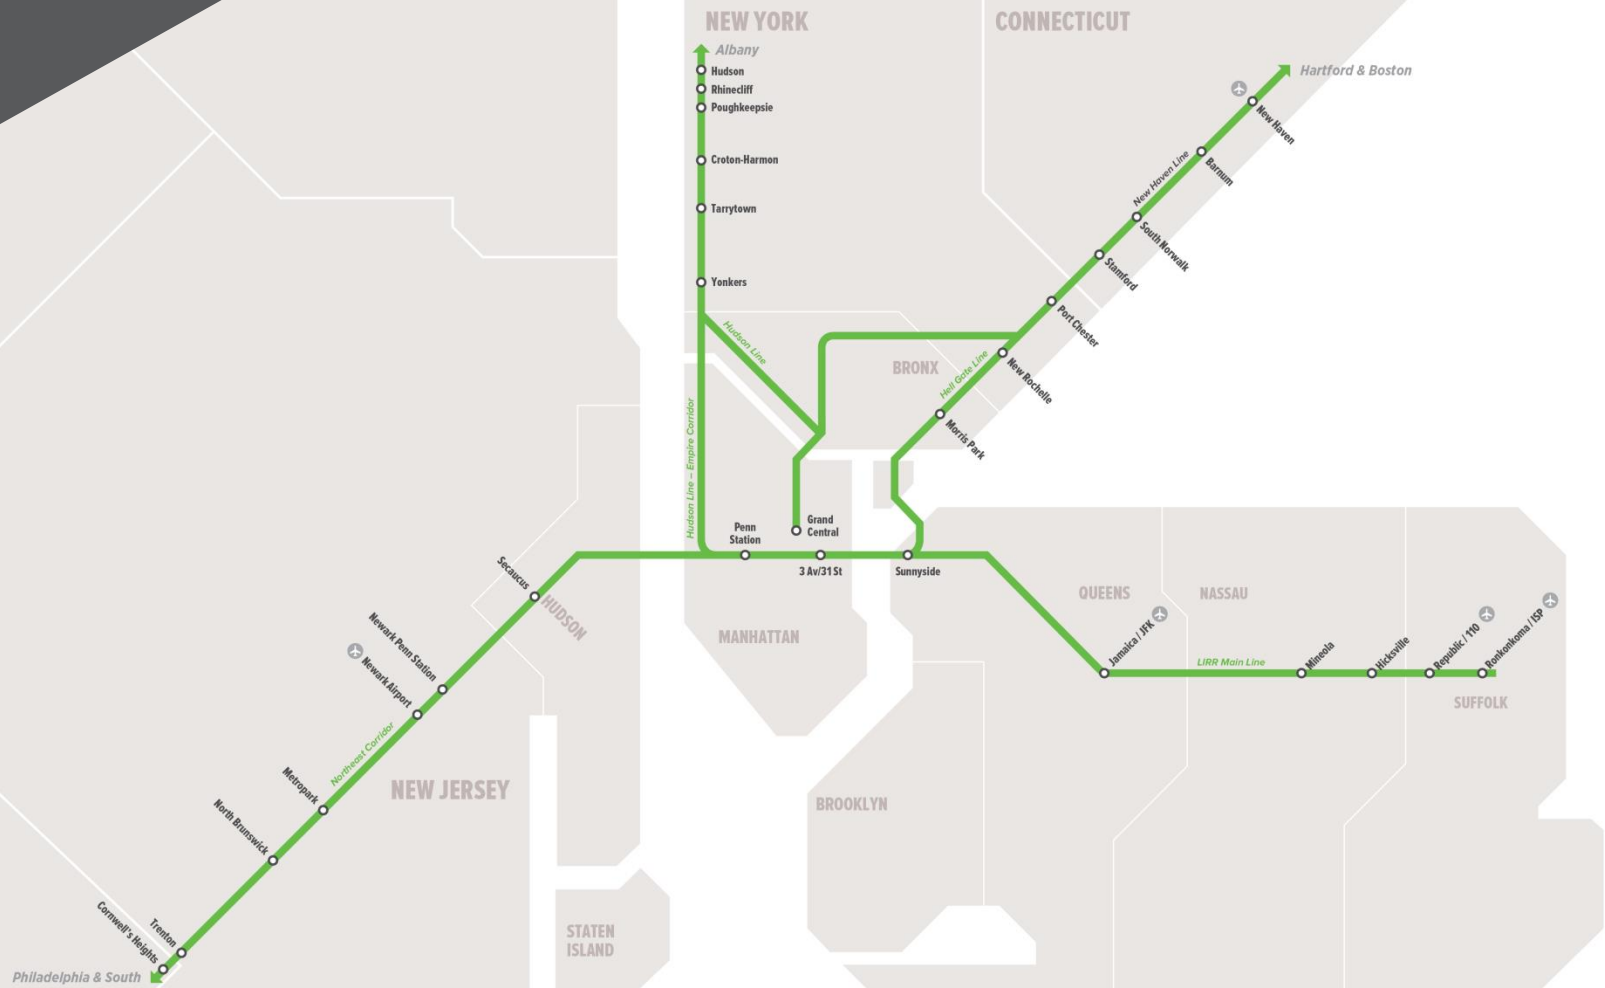 NEW YORK
CONNECTICUT
Albany
Hudson
Rhinecliff
Poughkeepsie
Croton-Harmon
Tarrytown
Yonkers
Hartford & Boston
New Haven
Barnum
New Haven Line
South Norwalk
Stamford
Port Chester
Hudson Line
BRONX
Hell Gate Line
New Rochelle
Morris Park
Hudson Line – Empire Corridor
Penn
Station
Grand
Central
3 Av/31 St
Sunnyside
Secaucus
HUDSON
MANHATTAN
QUEENS
NASSAU
Jamaica / JFK
LIRR Main Line
Mineola
Hicksville
Republic / 110
Ronkonkoma / ISP
SUFFOLK
Newark Penn Station
Newark Airport
Northeast Corridor
Metropark
NEW JERSEY
North Brunswick
BROOKLYN
Trenton
Cornwell's Heights
STATEN
ISLAND
Philadelphia & South